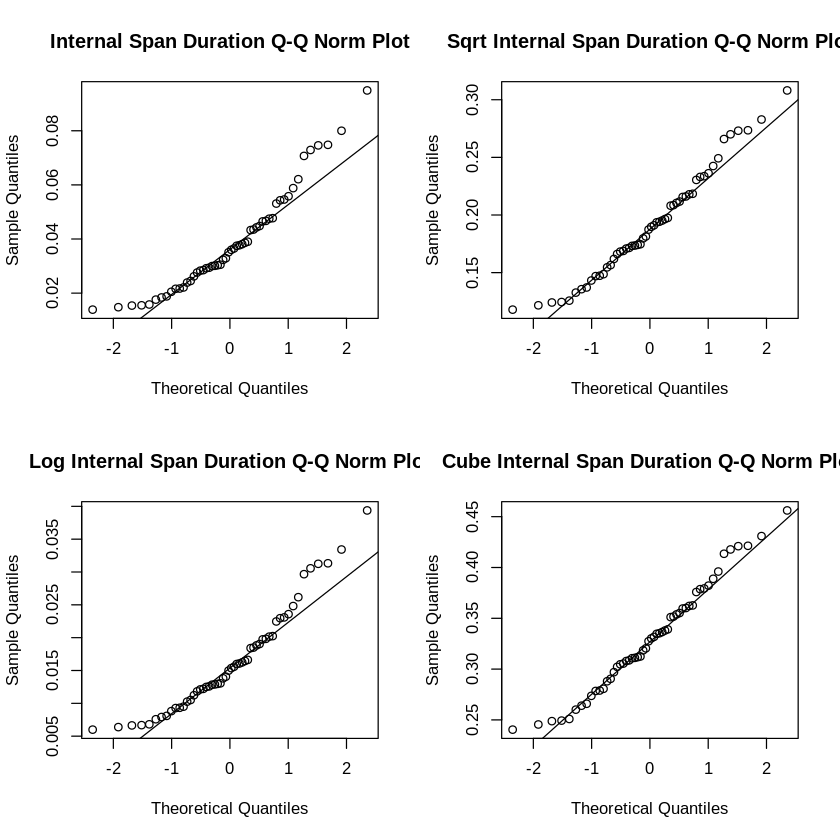 Internal Span Duration Q-Q Norm Plot
Sample Quantiles
0.08
0.06
0.04
0.02
-2 -1 0 1 2
Theoretical Quantiles
Sqrt Internal Span Duration Q-Q Norm Plo
Sample Quantiles
0.30
0.25
0.20
0.15
-2 -1 0 1 2
Theoretical Quantiles
Log Internal Span Duration Q-Q Norm Plo
Sample Quantiles
0.035
0.025
0.015
0.005
-2 -1 0 1 2
Theoretical Quantiles
Cube Internal Span Duration Q-Q Norm Plo
Sample Quantiles
0.45
0.40
0.35
0.30
0.25
-2 -1 0 1 2
Theoretical Quantiles